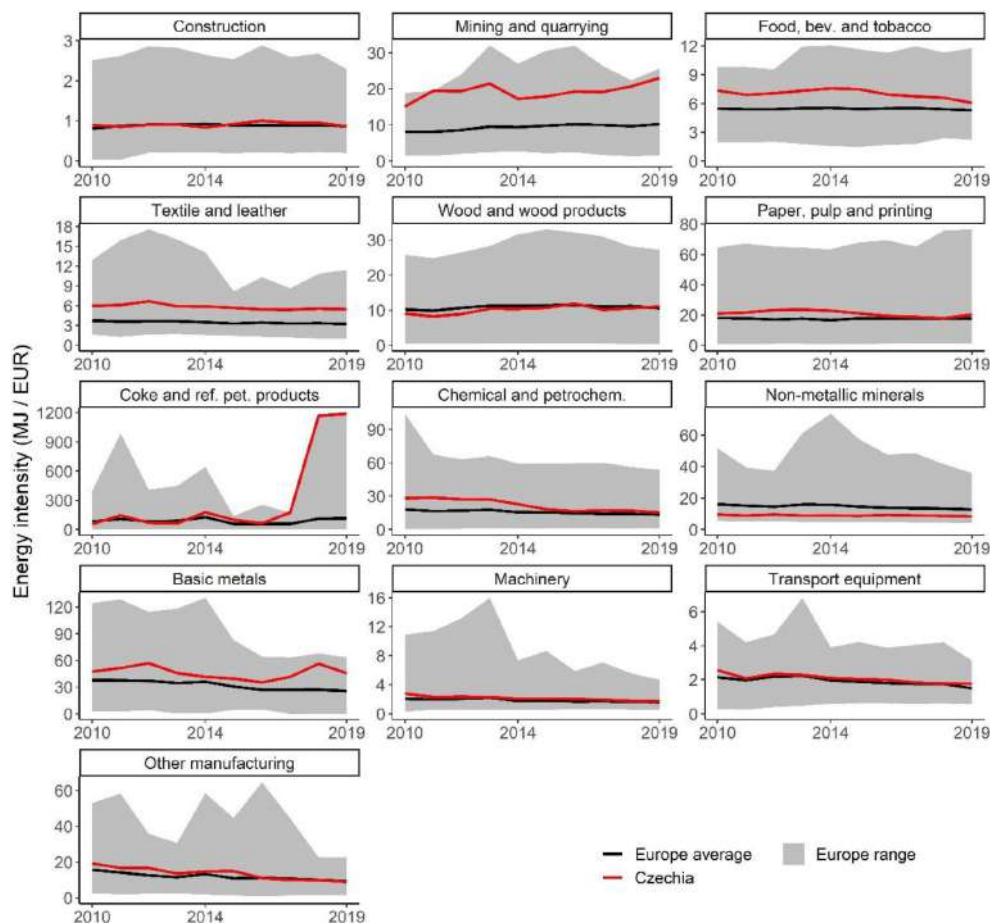 Energy intensity (MJ / EUR)
Construction
3
2
1
0
2010 2014 2019
Mining and quarrying
30
20
10
0
2010 2014 2019
Food, bev. and tobacco
12
9
6
3
0
2010 2014 2019
Textile and leather
18
15
12
9
6
3
0
2010 2014 2019
Wood and wood products
30
20
10
0
2010 2014 2019
Paper, pulp and printing
80
60
40
20
0
2010 2014 2019
Coke and ref. pet. products
1200
900
600
300
0
2010 2014 2019
Chemical and petrochem.
90
60
30
0
2010 2014 2019
Non-metallic minerals
60
40
20
0
2010 2014 2019
Basic metals
120
90
60
30
0
2010 2014 2019
Machinery
16
12
8
4
0
2010 2014 2019
Transport equipment
6
4
2
0
2010 2014 2019
Other manufacturing
60
40
20
0
2010 2014 2019
Europe average
Europe range
Czechia